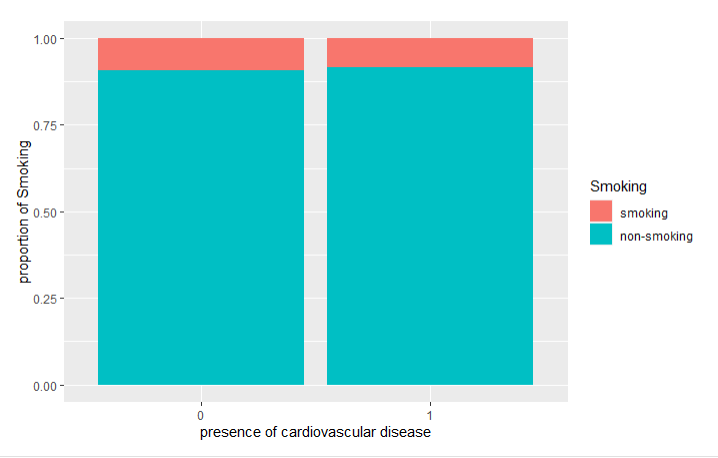 1.00
0.75
0.50
0.25
0.00
proportion of Smoking
0
1
presence of cardiovascular disease
Smoking
smoking
non-smoking